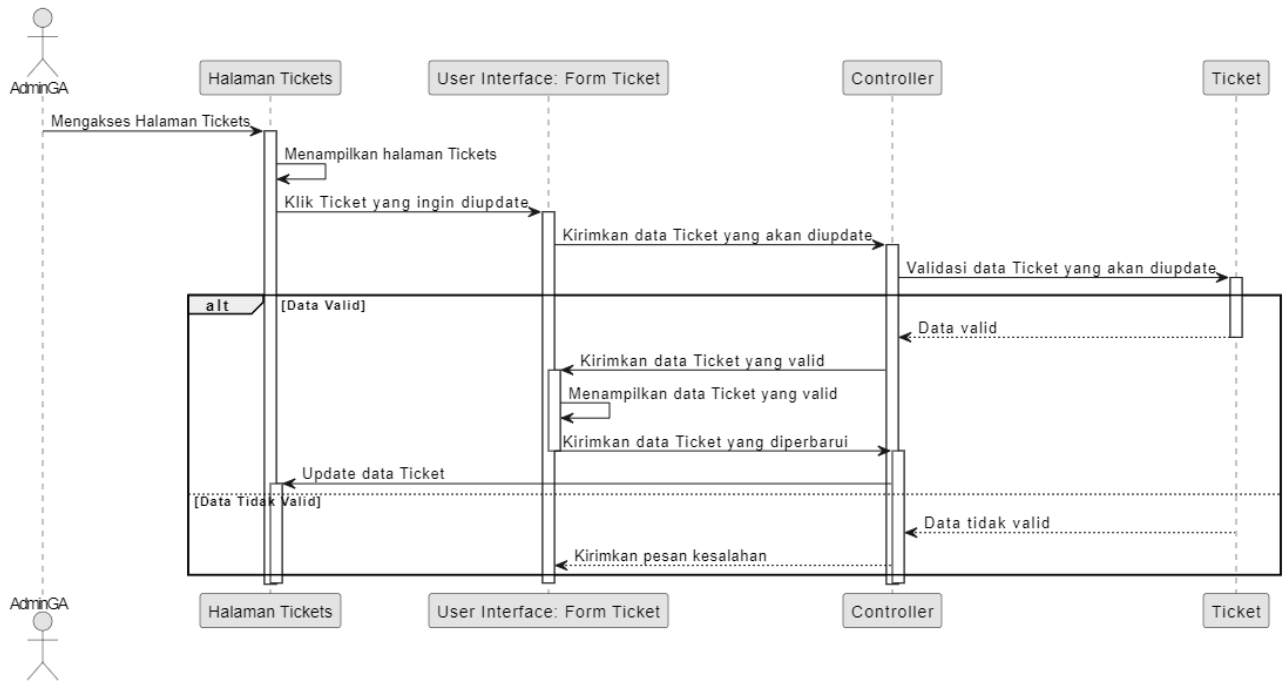 AdminGA
Halaman Tickets
User Interface: Form Ticket
Controller
Ticket
Mengakses Halaman Tickets
Menampilkan halaman Tickets
Klik Ticket yang ingin diupdate
Kirimkan data Ticket yang akan diupdate
Validasi data Ticket yang akan diupdate
alt
[Data Valid]
Data valid
Kirimkan data Ticket yang valid
Menampilkan data Ticket yang valid
Kirimkan data Ticket yang diperbarui
Update data Ticket
[Data Tidak Valid]
Data tidak valid
Kirimkan pesan kesalahan
AdminGA
Halaman Tickets
User Interface: Form Ticket
Controller
Ticket